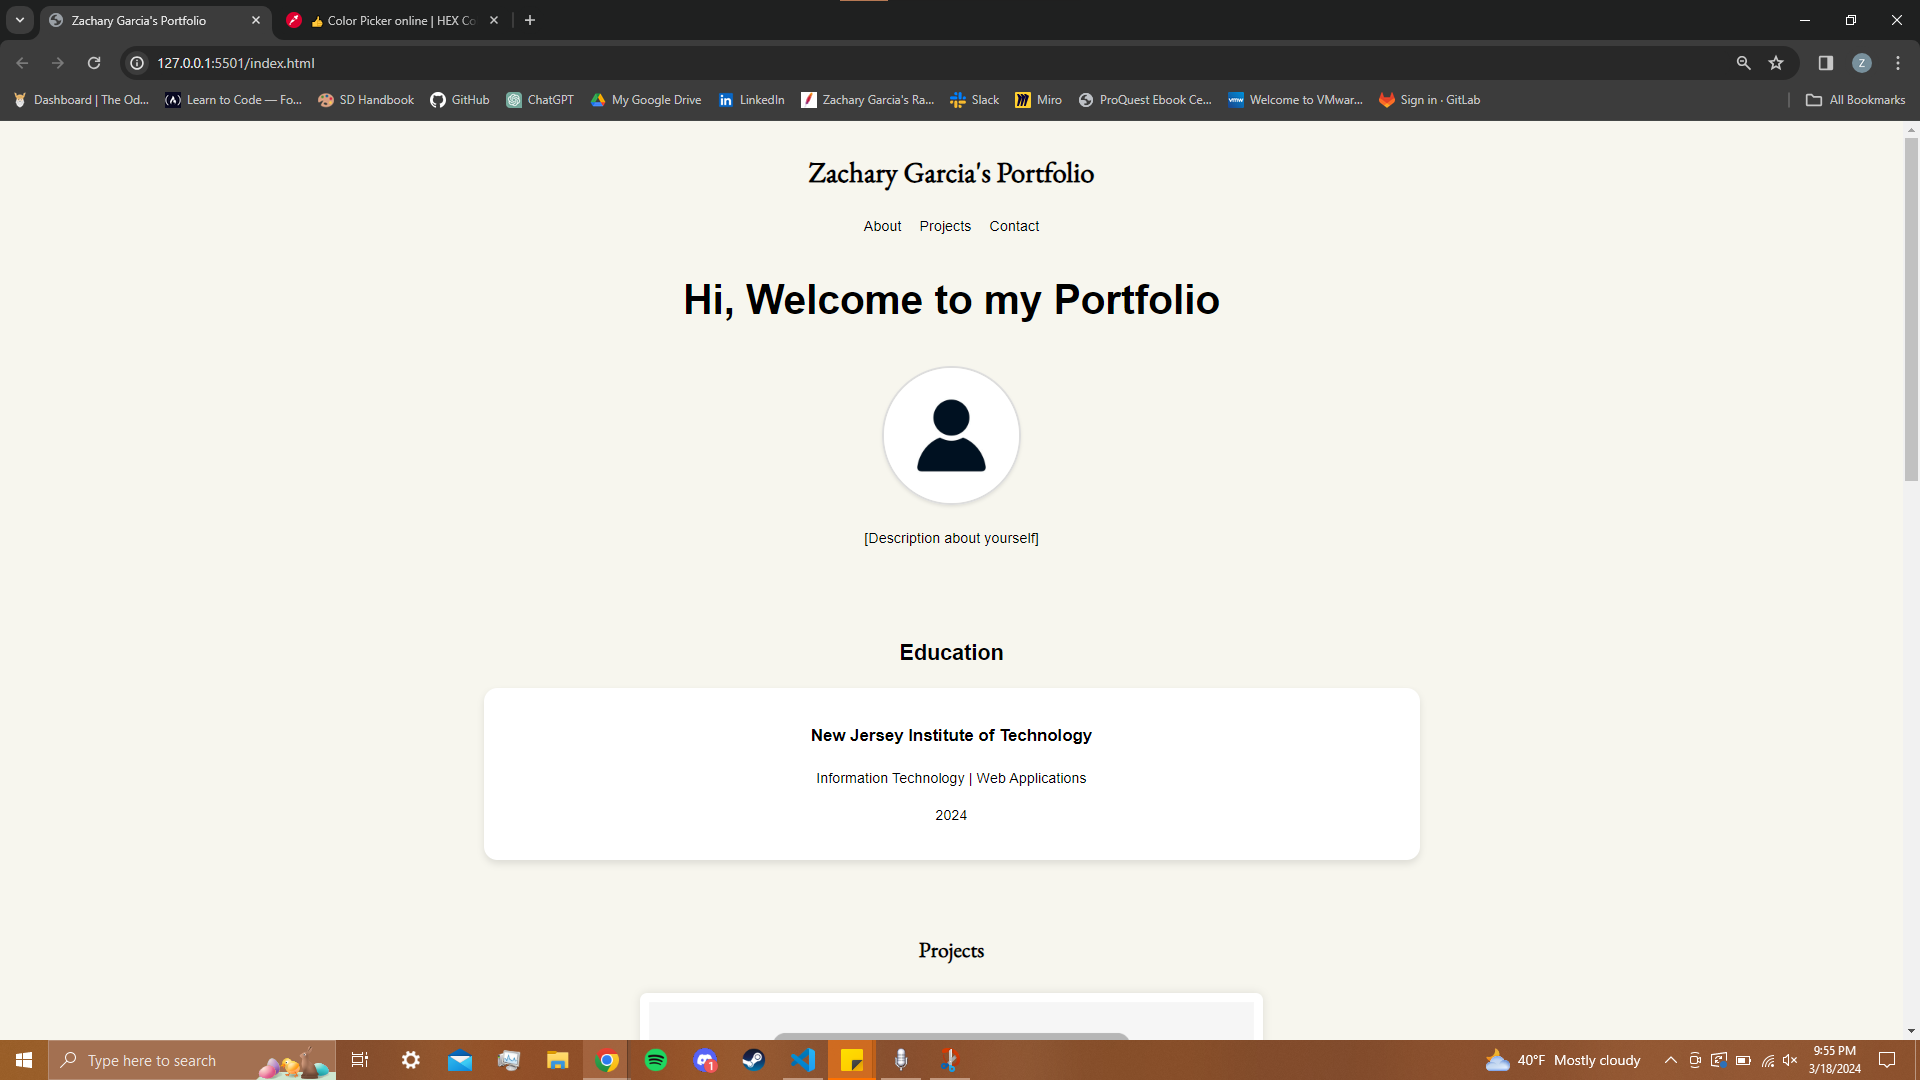 Zachary Garcia's Portfolio
Color Picker online | HEX Co
127.0.0.1:5501/index.html
Z
Dashboard | The Od...
Learn to Code — Fo...
SD Handbook
GitHub
ChatGPT
My Google Drive
LinkedIn
Zachary Garcia's Ra...
Slack
Miro
ProQuest Ebook Ce...
vmw
Welcome to VMwar...
Sign in · GitLab
All Bookmarks
Zachary Garcia's Portfolio
About Projects Contact
Hi, Welcome to my Portfolio
[Description about yourself]
Education
New Jersey Institute of Technology
Information Technology | Web Applications
2024
Projects
Type here to search
1
40°F Mostly cloudy
9:55 PM
3/18/2024